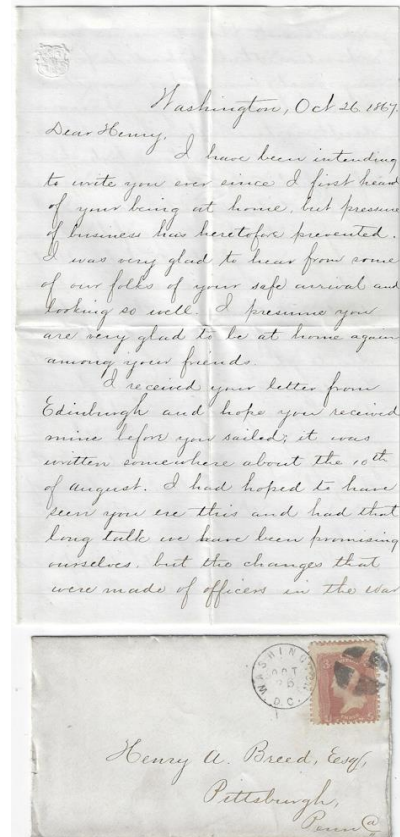 Washington, Oct 26. 1867.
Dear Henry,
I have been intending
to write you ever since I first heard
of your being at home, but pressure
of business has heretofore prevented.
I was very glad to hear from some
of our folks of your safe arrival and
looking so well. I presume you
are very glad to be at home again
among your friends.
I received your letter from
Edinburgh and hope you received
mine before you sailed; it was
written somewhere about the 10th
of August. I had hoped to have
seen you ere this and had that
long talk we have been promising
ourselves, but the changes that
were made of officers in the war
WASHINGTON
OCT
D.C.
3
Henry A. Breed, Esq,
Pittsburgh,
Penna